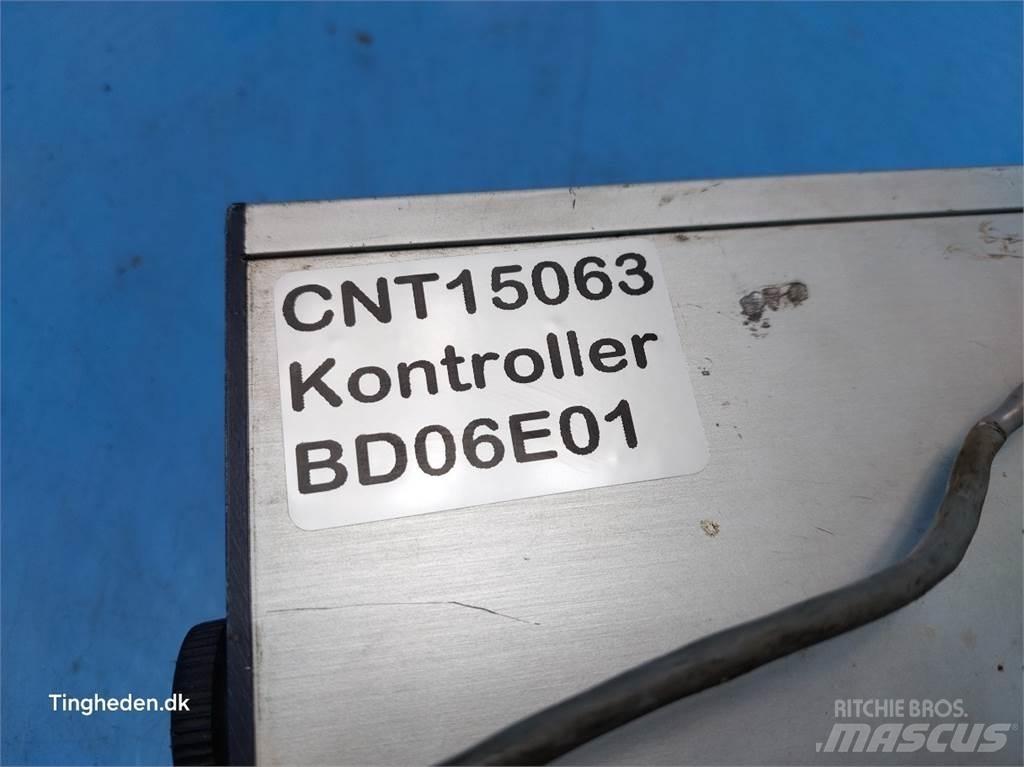 CNT15063
Kontroller
BD06E01
Tingheden.dk
RITCHIE BROS.
MASCUS